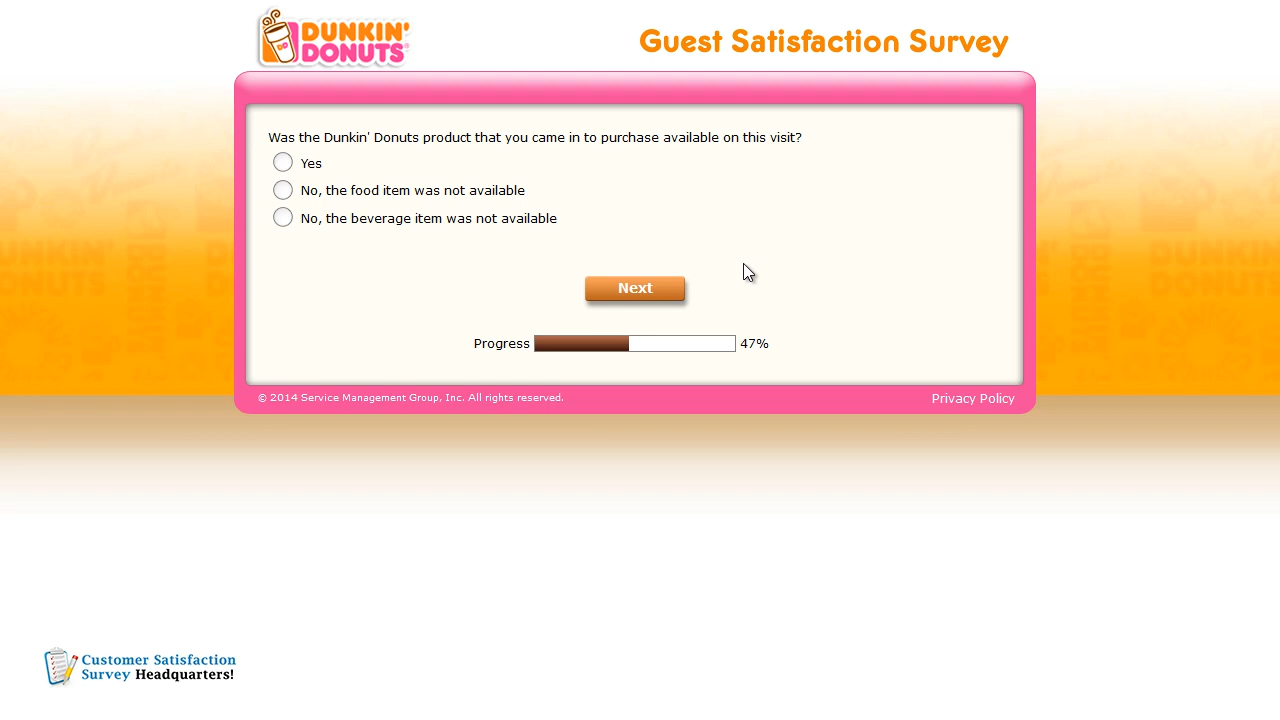 DUNKIN'
DONUTS
Guest Satisfaction Survey
Was the Dunkin' Donuts product that you came in to purchase available on this visit?
Yes
No, the food item was not available
No, the beverage item was not available
Next
Progress 47%
© 2014 Service Management Group, Inc. All rights reserved.
Privacy Policy
Customer Satisfaction
Survey Headquarters!